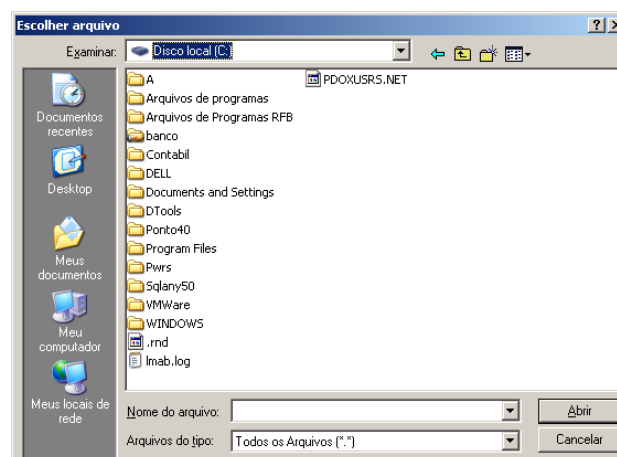 Escolher arquivo
Examinar: Disco local (C:)
Documentos
recentes
Desktop
Meus
documentos
Meu
computador
Meus locais de
rede
A
Arquivos de programas
Arquivos de Programas RFB
banco
Contabil
DELL
Documents and Settings
DTools
Ponto40
Program Files
Pwrs
Sqlany50
VMWare
WINDOWS
.rnd
lmab.log
PDOXUSRS.NET
Nome do arquivo: Abrir
Arquivos do tipo: Todos os Arquivos (*.*) Cancelar